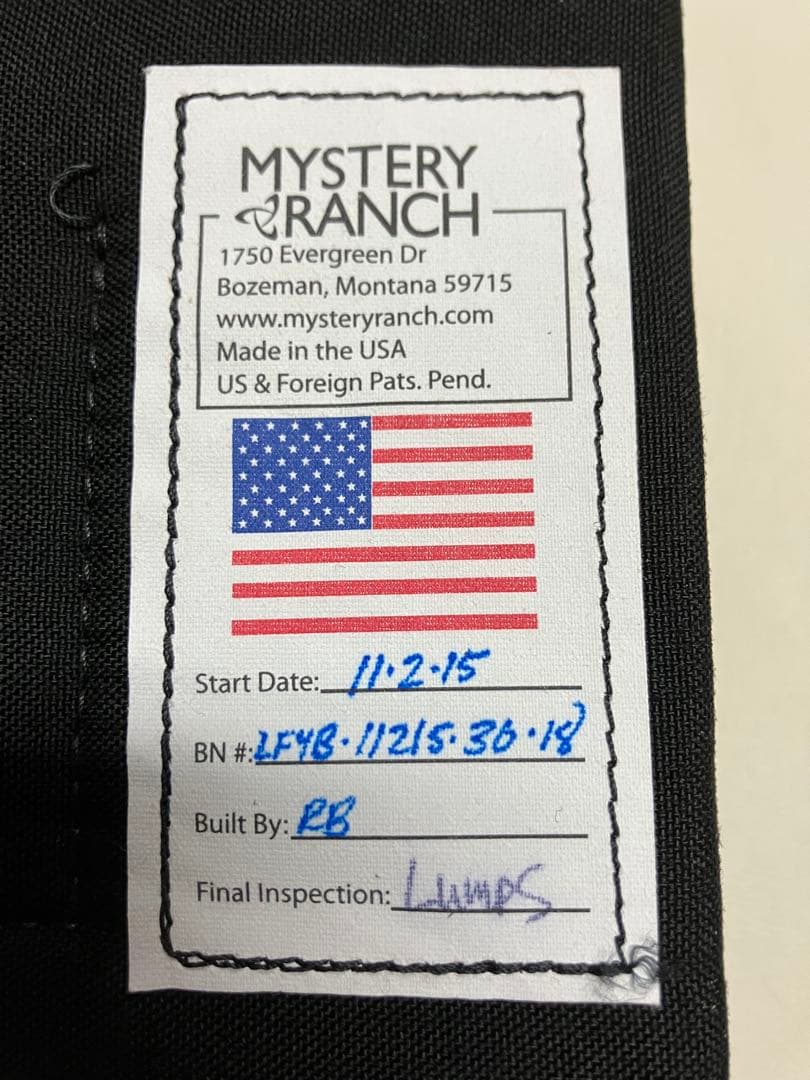 MYSTERY
RANCH
1750 Evergreen Dr
Bozeman, Montana 59715
www.mysteryranch.com
Made in the USA
US & Foreign Pats. Pend.
Start Date: 11·2·15
BN #: LF4B·11215·30·18
Built By: RB
Final Inspection: